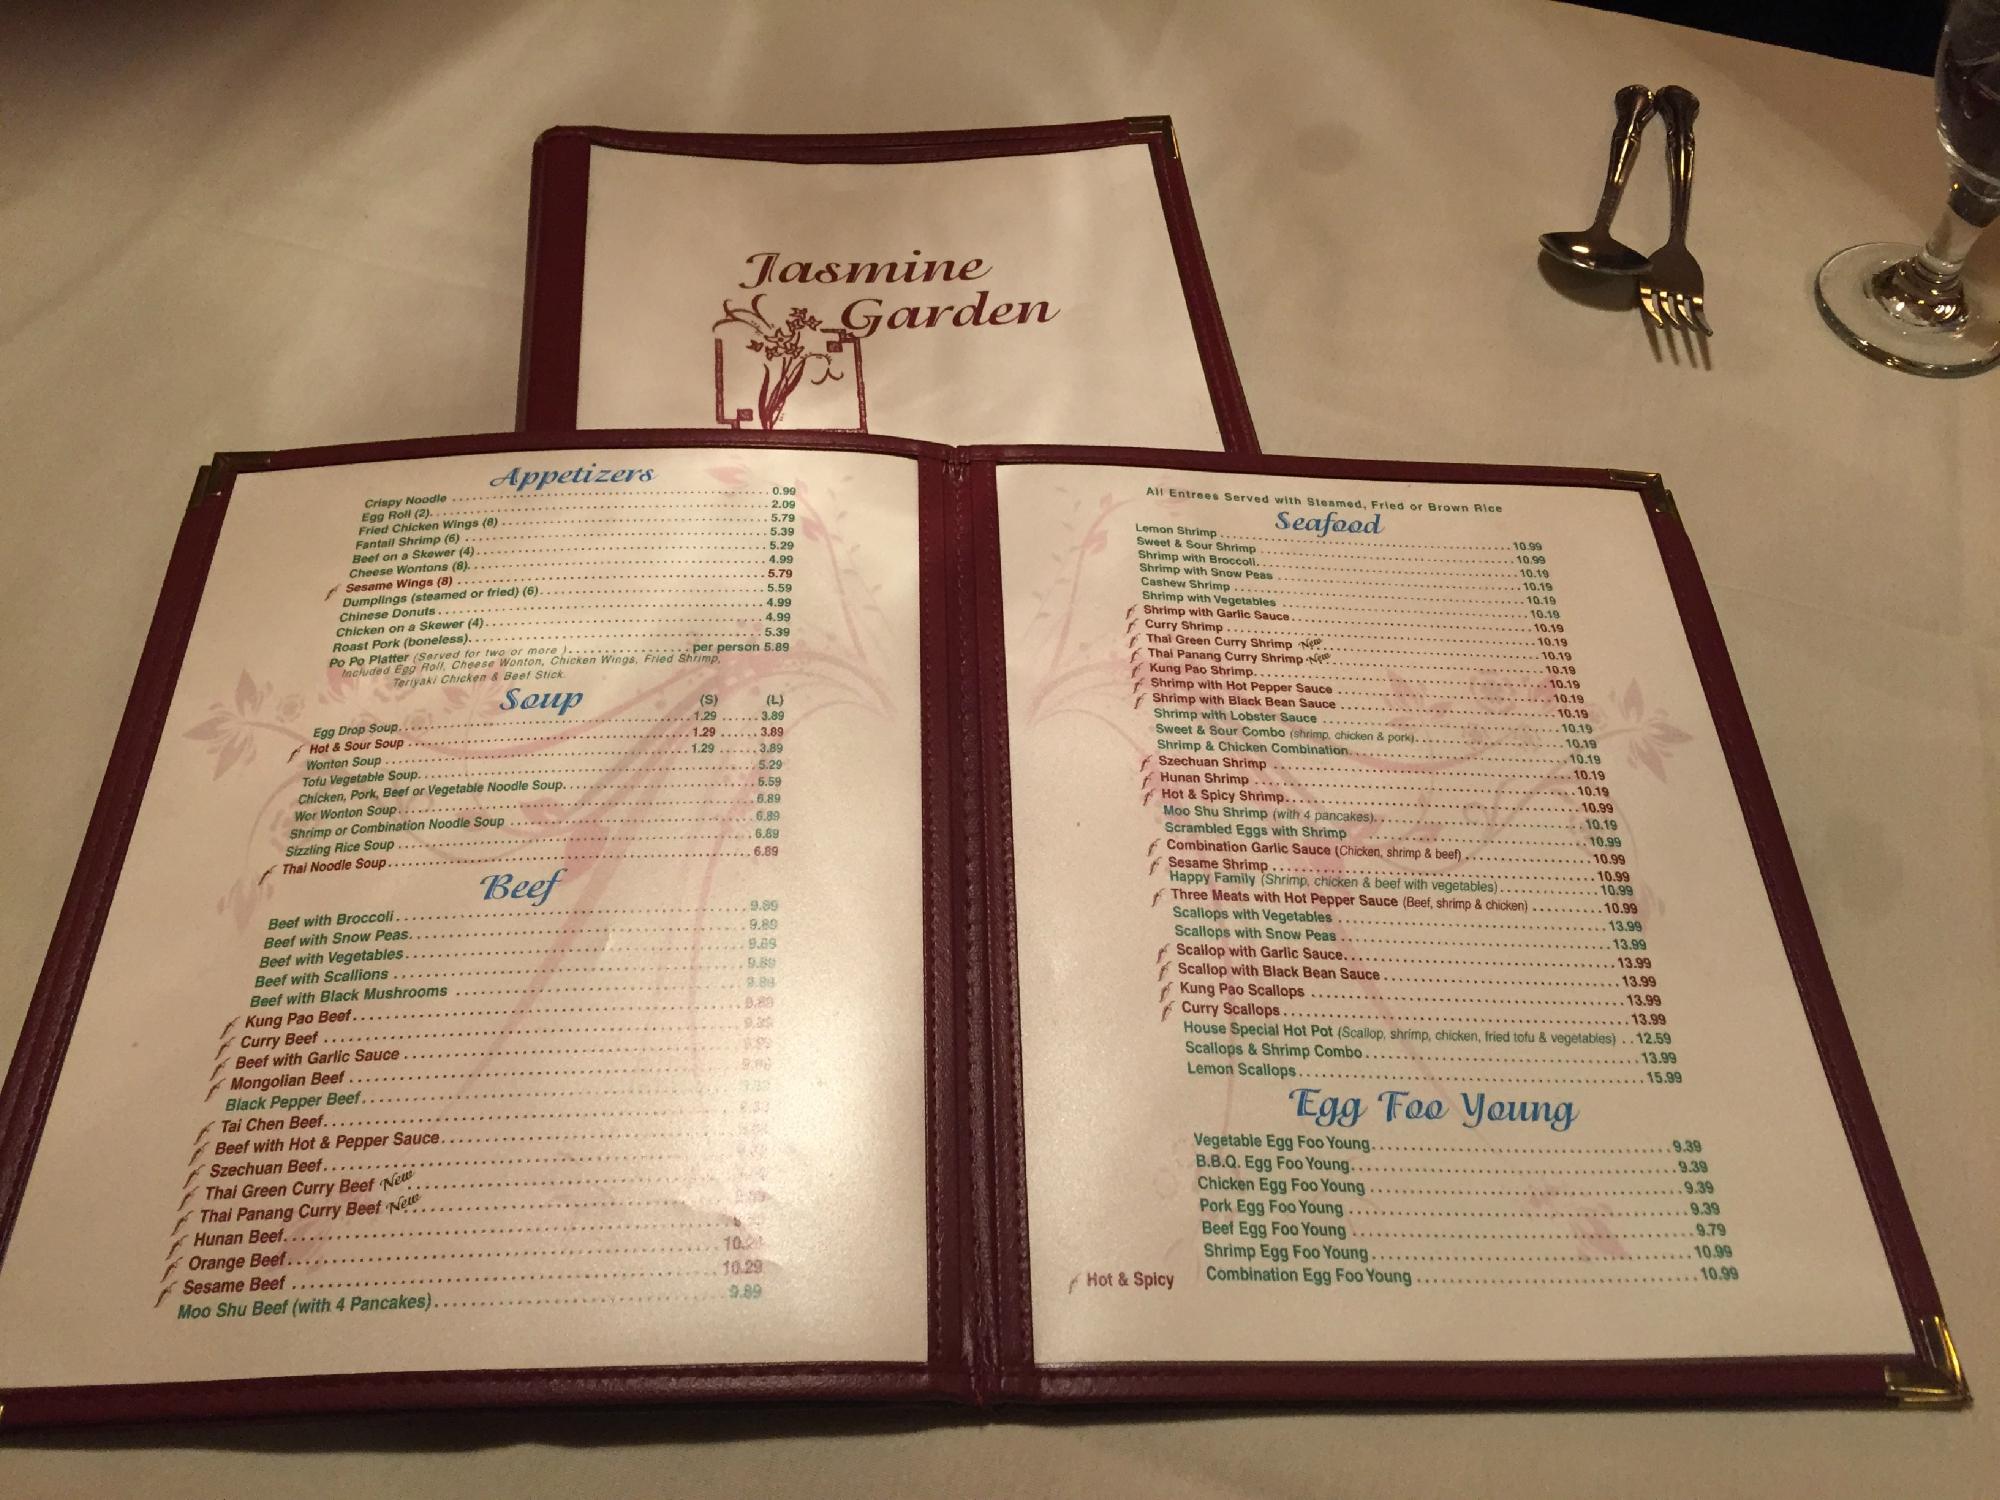 Jasmine
Garden
Appetizers
Crispy Noodle 0.99
Egg Roll (2) 2.09
Fried Chicken Wings (8) 5.79
Fantail Shrimp (6) 5.39
Beef on a Skewer (4) 5.29
Cheese Wontons (8) 4.99
Sesame Wings (8) 5.79
Dumplings (steamed or fried) (6) 5.59
Chinese Donuts 4.99
Chicken on a Skewer (4) 4.99
Roast Pork (boneless) 5.39
Po Po Platter (Served for two or more ) per person 5.89
Included Egg Roll, Cheese Wonton, Chicken Wings, Fried Shrimp,
Teriyaki Chicken & Beef Stick.
Soup (S) (L)
Egg Drop Soup 1.29 3.89
Hot & Sour Soup 1.29 3.89
Wonton Soup 1.29 3.89
Tofu Vegetable Soup 5.29
Chicken, Pork, Beef or Vegetable Noodle Soup 5.59
Wor Wonton Soup 6.89
Shrimp or Combination Noodle Soup 6.89
Sizzling Rice Soup 6.89
Thai Noodle Soup 6.89
Beef
Beef with Broccoli 9.89
Beef with Snow Peas 9.89
Beef with Vegetables 9.89
Beef with Scallions 9.89
Beef with Black Mushrooms 9.89
Kung Pao Beef 9.89
Curry Beef
Beef with Garlic Sauce
Mongolian Beef
Black Pepper Beef
Tai Chen Beef
Beef with Hot & Pepper Sauce
Szechuan Beef
Thai Green Curry Beef New
Thai Panang Curry Beef New
Hunan Beef
Orange Beef 10.29
Sesame Beef 10.29
Moo Shu Beef (with 4 Pancakes) 9.89
All Entrees Served with Steamed, Fried or Brown Rice
Seafood
Lemon Shrimp 10.99
Sweet & Sour Shrimp 10.99
Shrimp with Broccoli 10.19
Shrimp with Snow Peas 10.19
Cashew Shrimp 10.19
Shrimp with Vegetables 10.19
Shrimp with Garlic Sauce 10.19
Curry Shrimp 10.19
Thai Green Curry Shrimp New 10.19
Thai Panang Curry Shrimp New 10.19
Kung Pao Shrimp 10.19
Shrimp with Hot Pepper Sauce 10.19
Shrimp with Black Bean Sauce 10.19
Shrimp with Lobster Sauce 10.19
Sweet & Sour Combo (shrimp, chicken & pork) 10.19
Shrimp & Chicken Combination 10.19
Szechuan Shrimp 10.19
Hunan Shrimp 10.19
Hot & Spicy Shrimp 10.99
Moo Shu Shrimp (with 4 pancakes) 10.19
Scrambled Eggs with Shrimp 10.99
Combination Garlic Sauce (Chicken, shrimp & beef) 10.99
Sesame Shrimp 10.99
Happy Family (Shrimp, chicken & beef with vegetables) 10.99
Three Meats with Hot Pepper Sauce (Beef, shrimp & chicken) 10.99
Scallops with Vegetables 13.99
Scallops with Snow Peas 13.99
Scallop with Garlic Sauce 13.99
Scallop with Black Bean Sauce 13.99
Kung Pao Scallops 13.99
Curry Scallops 13.99
House Special Hot Pot (Scallop, shrimp, chicken, fried tofu & vegetables) 12.59
Scallops & Shrimp Combo 13.99
Lemon Scallops 15.99
Egg Foo Young
Vegetable Egg Foo Young 9.39
B.B.Q. Egg Foo Young 9.39
Chicken Egg Foo Young 9.39
Pork Egg Foo Young 9.39
Beef Egg Foo Young 9.79
Shrimp Egg Foo Young 10.99
Combination Egg Foo Young 10.99
Hot & Spicy